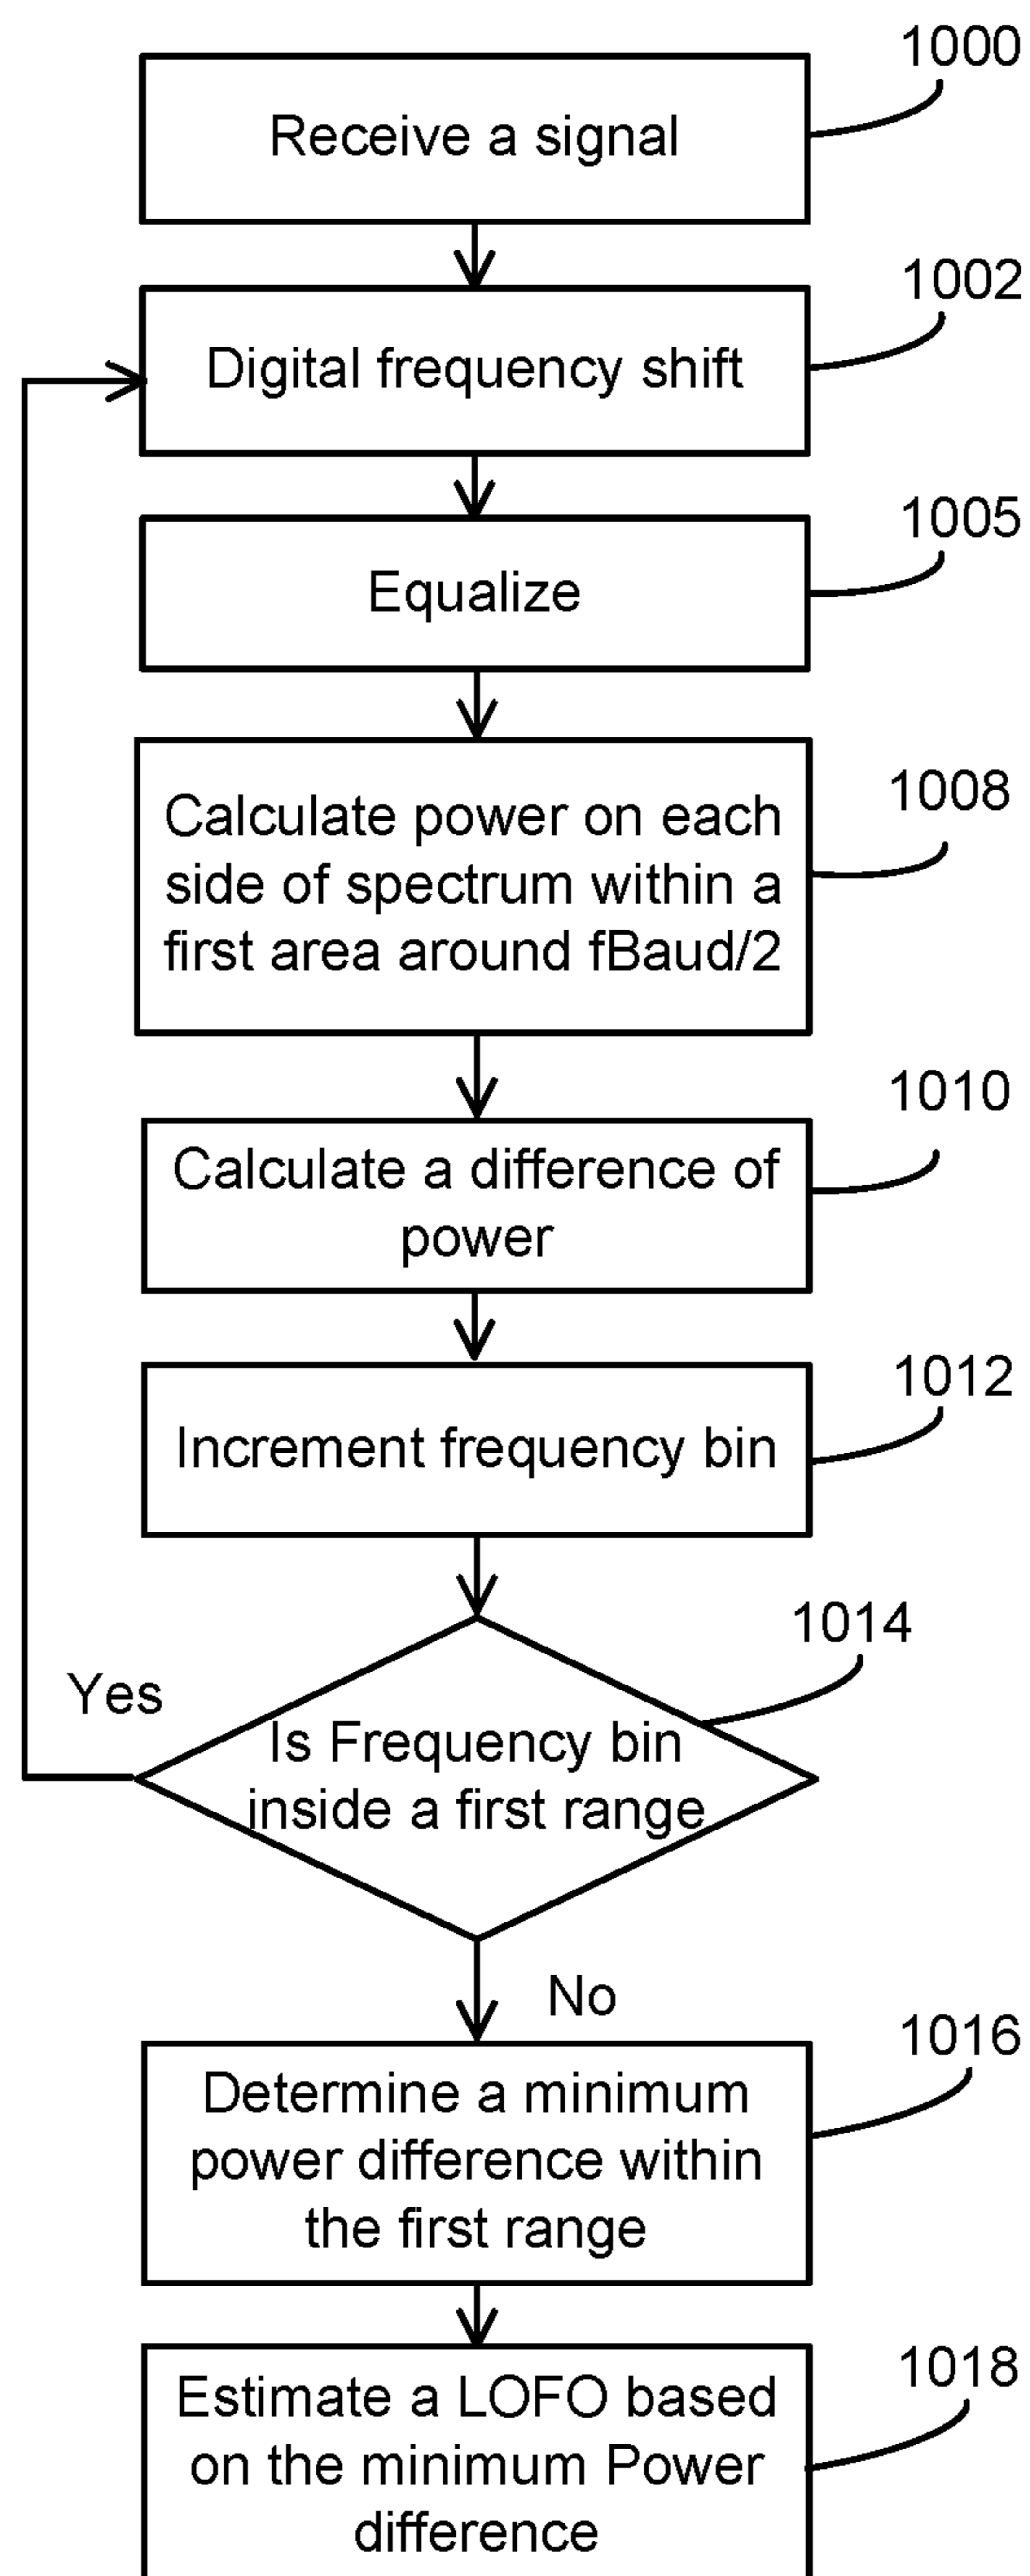 1000
Receive a signal
1002
Digital frequency shift
1005
Equalize
1008
Calculate power on each
side of spectrum within a
first area around fBaud/2
1010
Calculate a difference of
power
1012
Increment frequency bin
1014
Yes
Is Frequency bin
inside a first range
No
1016
Determine a minimum
power difference within
the first range
1018
Estimate a LOFO based
on the minimum Power
difference